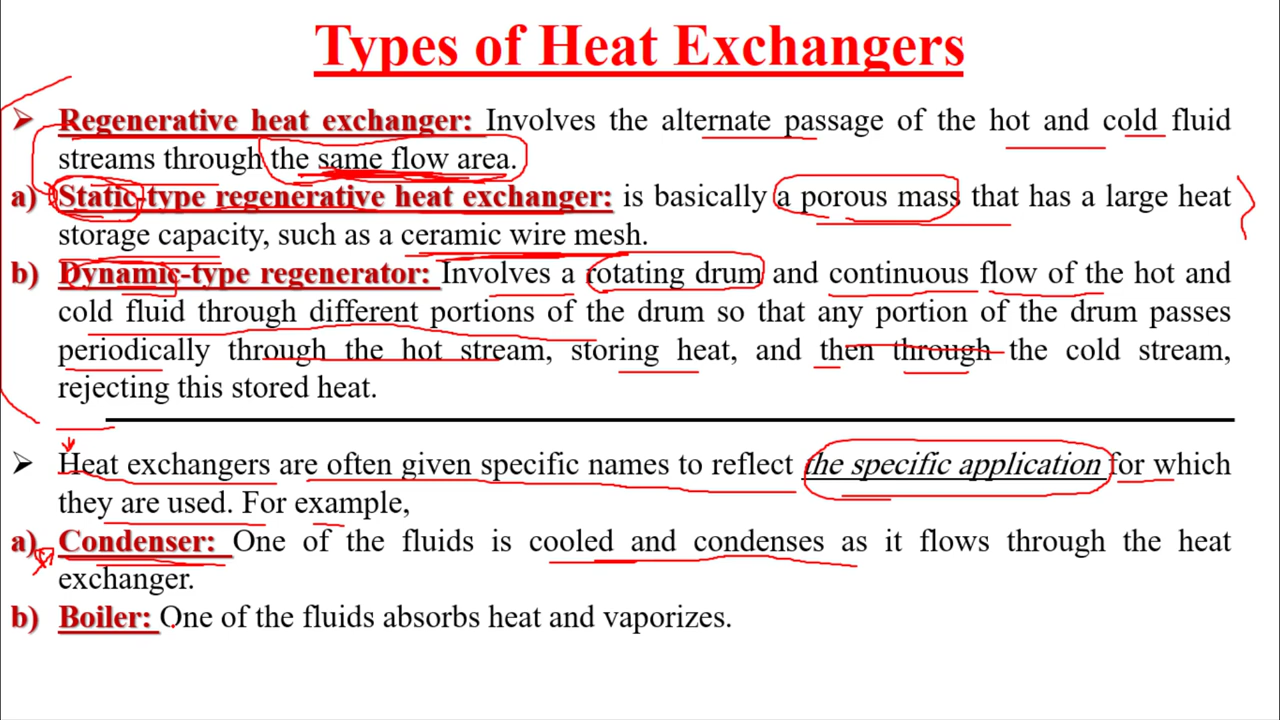 Types of Heat Exchangers
➢ Regenerative heat exchanger: Involves the alternate passage of the hot and cold fluid
streams through the same flow area.
a) Static-type regenerative heat exchanger: is basically a porous mass that has a large heat
storage capacity, such as a ceramic wire mesh.
b) Dynamic-type regenerator: Involves a rotating drum and continuous flow of the hot and
cold fluid through different portions of the drum so that any portion of the drum passes
periodically through the hot stream, storing heat, and then through the cold stream,
rejecting this stored heat.
➢ Heat exchangers are often given specific names to reflect the specific application for which
they are used. For example,
a) Condenser: One of the fluids is cooled and condenses as it flows through the heat
exchanger.
b) Boiler: One of the fluids absorbs heat and vaporizes.